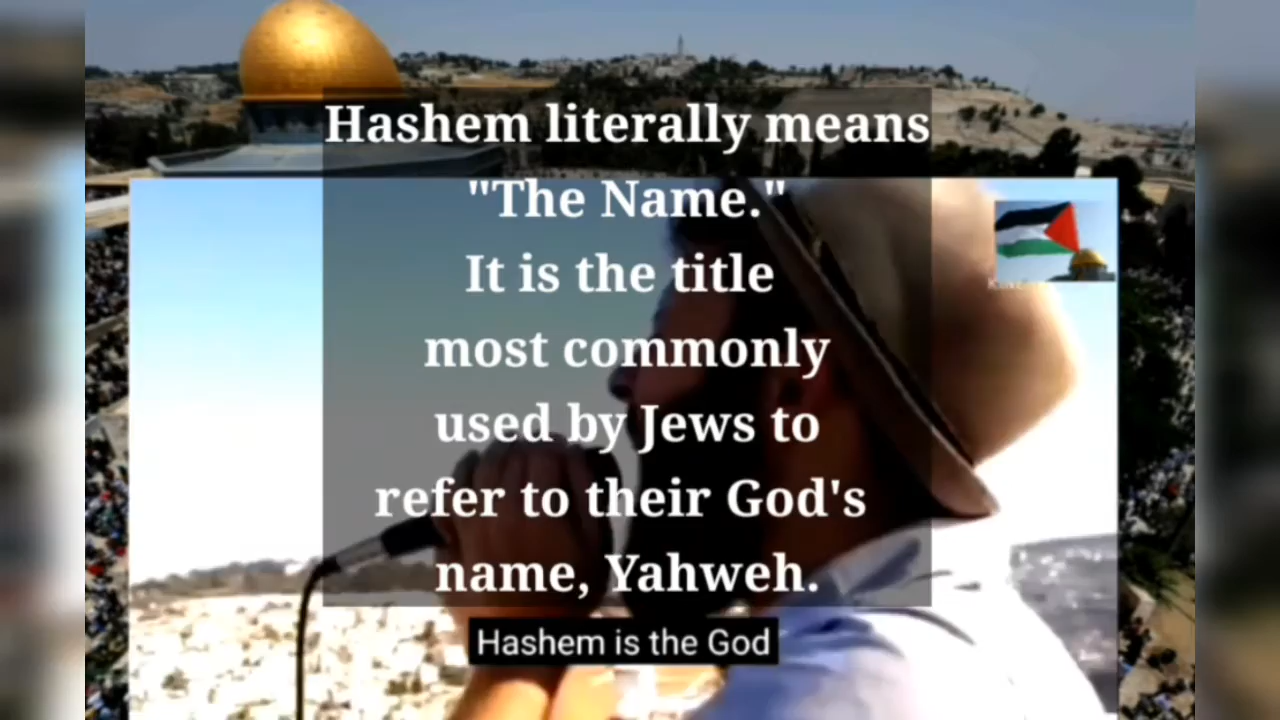 Hashem literally means
"The Name."
It is the title
most commonly
used by Jews to
refer to their God's
name, Yahweh.
Hashem is the God